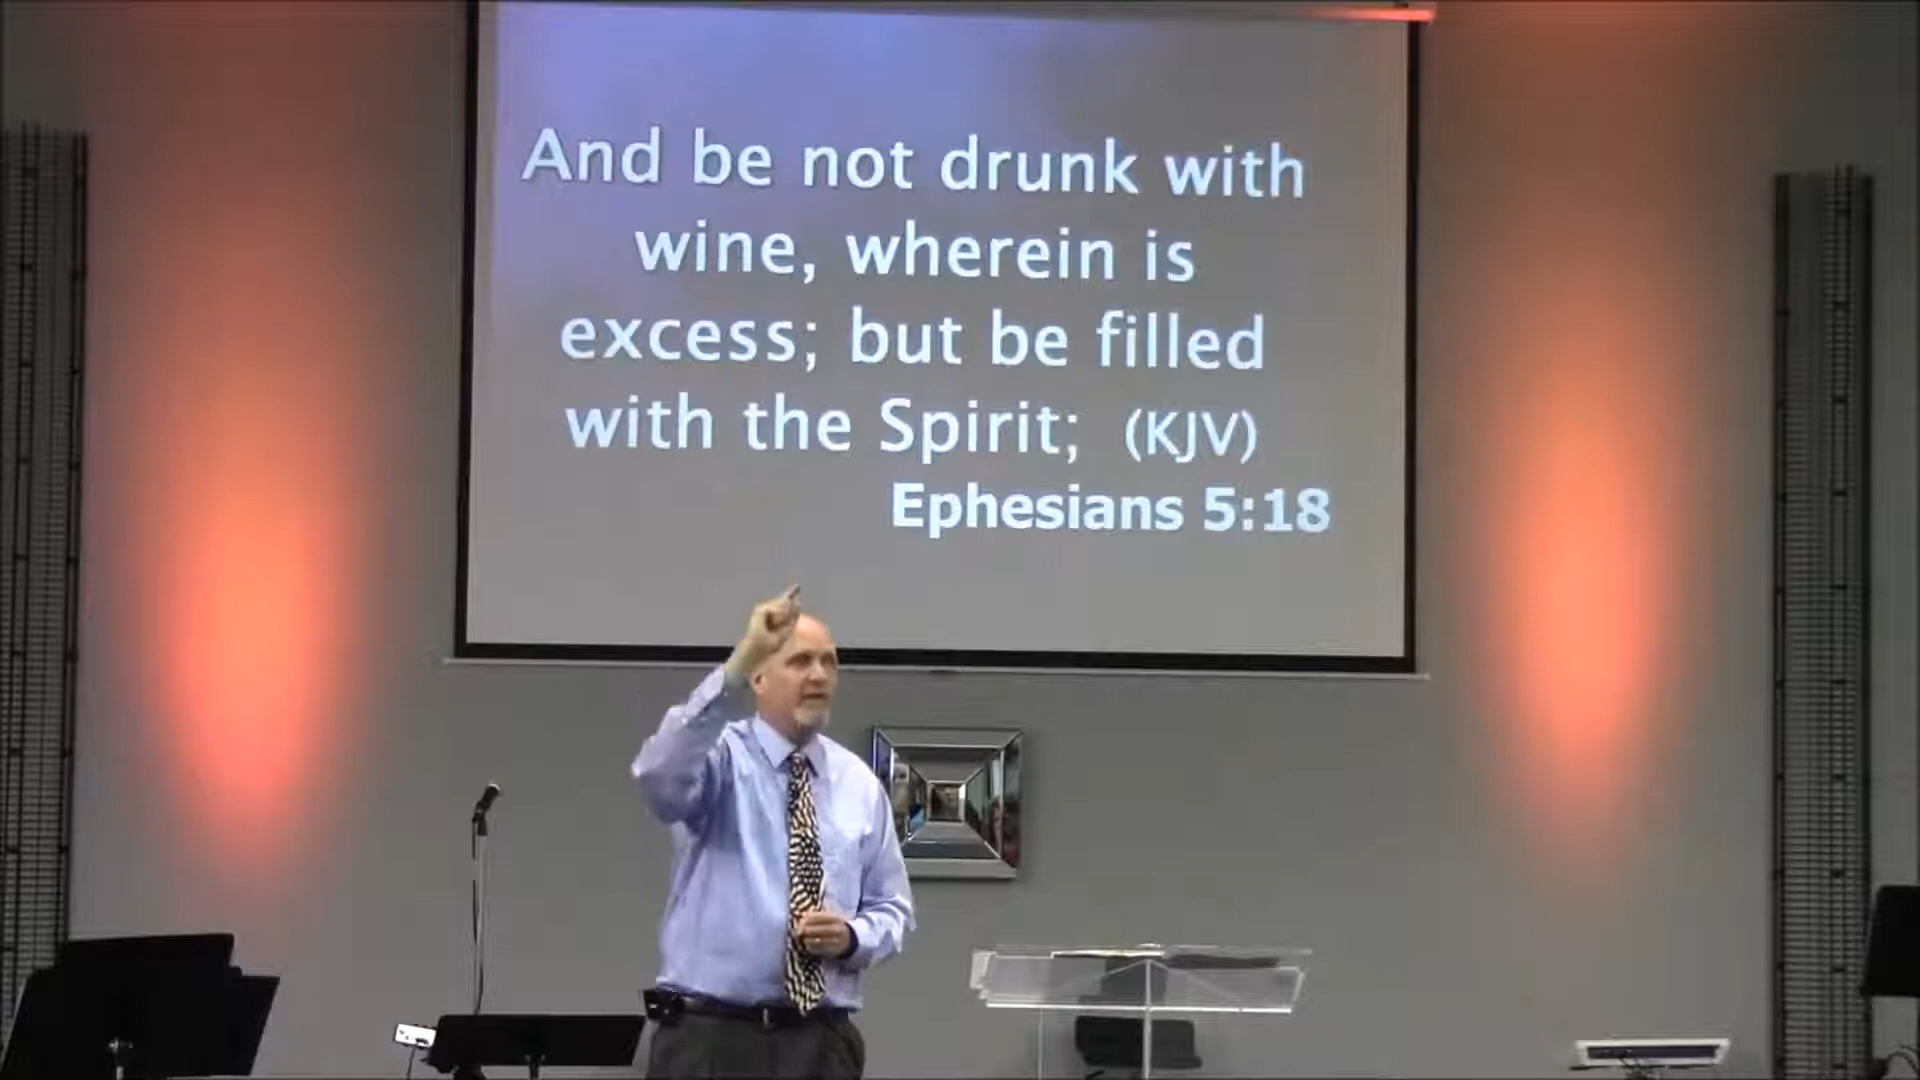 And be not drunk with
wine, wherein is
excess; but be filled
with the Spirit; (KJV)
Ephesians 5:18